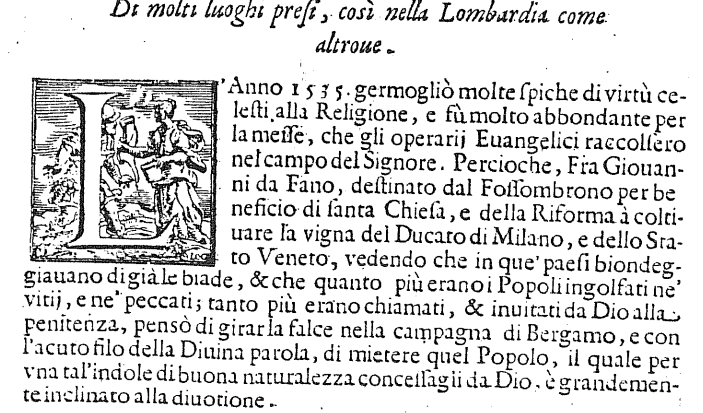 Di molti luoghi preſi, così nella Lombardia come
altroue.
L'Anno 1535. germogliò molte ſpiche di virtù ce-
leſti alla Religione, e fù molto abbondante per
la meſſe, che gli operarij Euangelici raccolſero
nel campo del Signore. Percioche, Fra Giouan-
ni da Fano, deſtinato dal Foſſombrono per be
neficio di ſanta Chieſa, e della Riforma à colti-
uare la vigna del Ducato di Milano, e dello Sta-
to Veneto, vedendo che in que' paeſi biondeg-
giauano di già le biade, & che quanto più erano i Popoli ingolfati ne'
vitij, e ne' peccati; tanto più erano chiamati, & inuitati da Dio alla
penitenza, pensò di girar la falce nella campagna di Bergamo, e con
l'acuto filo della Diuina parola, di mietere quel Popolo, il quale per
vna tal'indole di buona naturalezza conceſſagli da Dio, è grandemen-
te inclinato alla diuotione.